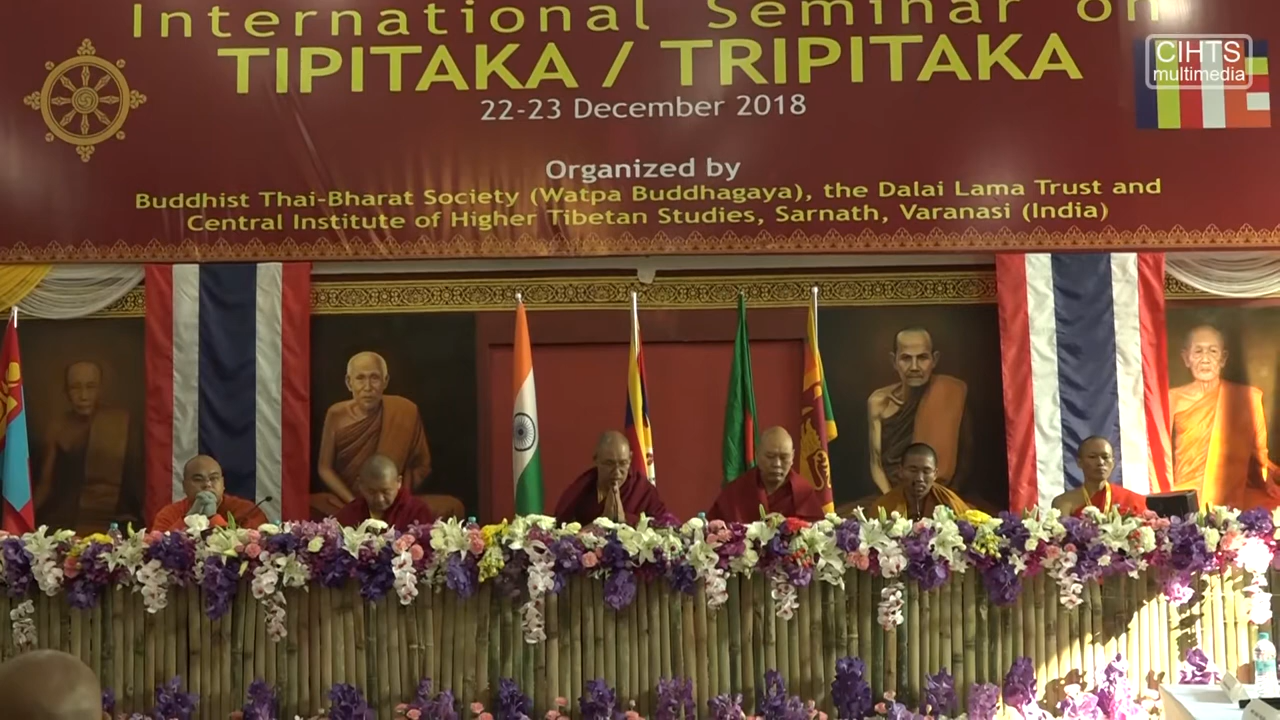 International Seminar on
TIPITAKA / TRIPITAKA
22-23 December 2018
Organized by
Buddhist Thai-Bharat Society (Watpa Buddhagaya), the Dalai Lama Trust and
Central Institute of Higher Tibetan Studies, Sarnath, Varanasi (India)
CIHTS
multimedia